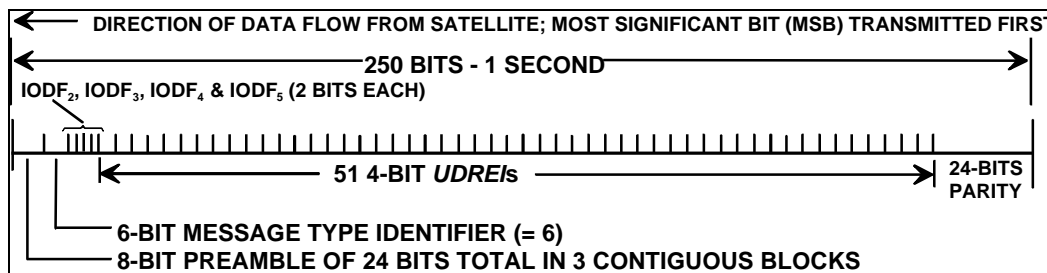 DIRECTION OF DATA FLOW FROM SATELLITE; MOST SIGNIFICANT BIT (MSB) TRANSMITTED FIRST
250 BITS - 1 SECOND
IODF2, IODF3, IODF4 & IODF5 (2 BITS EACH)
51 4-BIT UDREIs
24-BITS
PARITY
6-BIT MESSAGE TYPE IDENTIFIER (= 6)
8-BIT PREAMBLE OF 24 BITS TOTAL IN 3 CONTIGUOUS BLOCKS